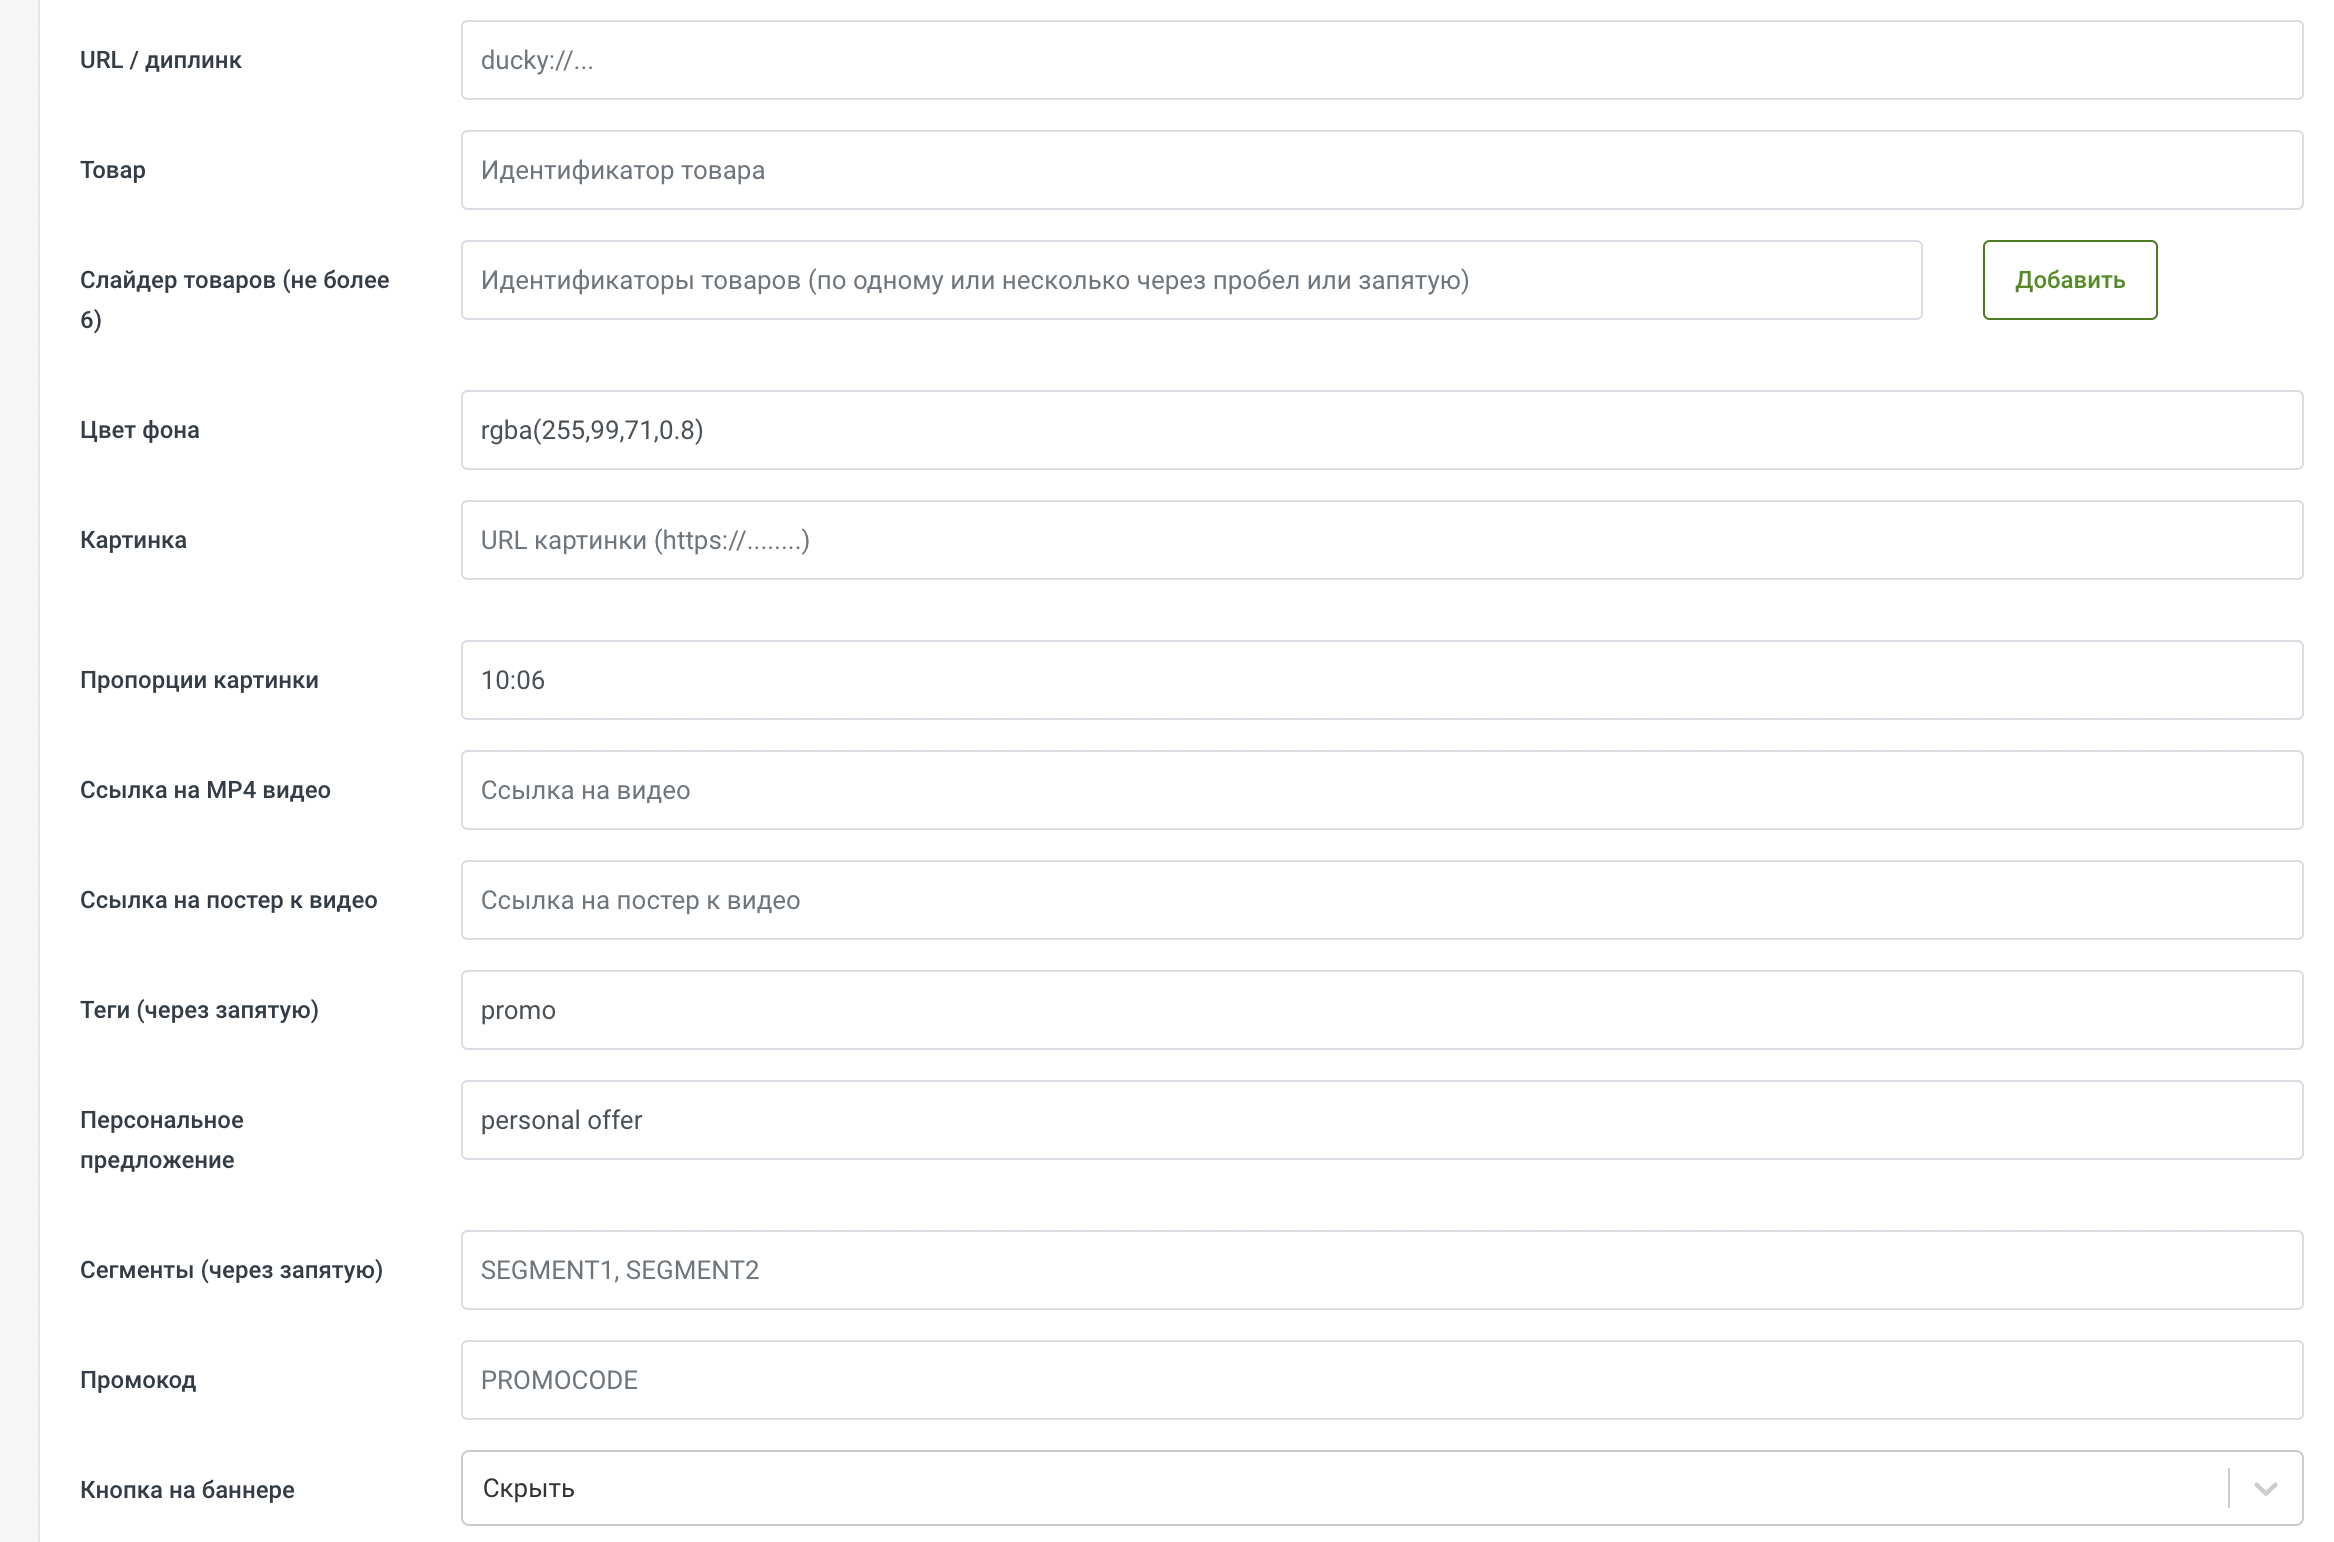 URL / диплинк
ducky://...
Товар
Идентификатор товара
Слайдер товаров (не более
6)
Идентификаторы товаров (по одному или несколько через пробел или запятую)
Добавить
Цвет фона
rgba(255,99,71,0.8)
Картинка
URL картинки (https://........)
Пропорции картинки
10:06
Ссылка на MP4 видео
Ссылка на видео
Ссылка на постер к видео
Ссылка на постер к видео
Теги (через запятую)
promo
Персональное
предложение
personal offer
Сегменты (через запятую)
SEGMENT1, SEGMENT2
Промокод
PROMOCODE
Кнопка на баннере
Скрыть